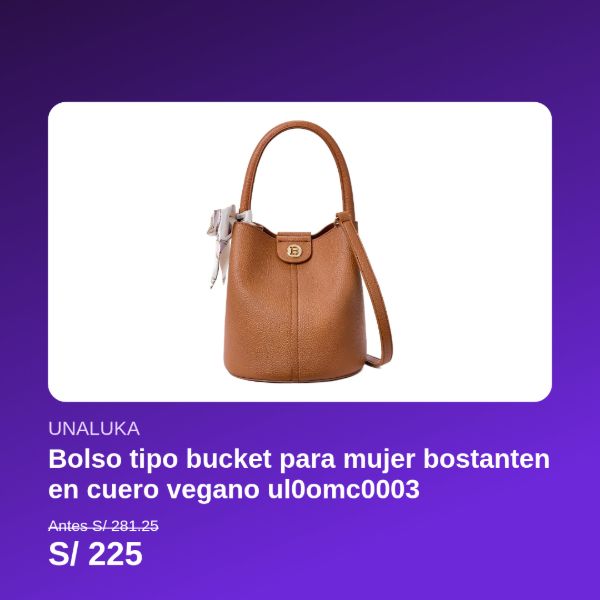 B
UNALUKA
Bolso tipo bucket para mujer bostanten
en cuero vegano ul0omc0003
Antes S/ 281.25
S/ 225